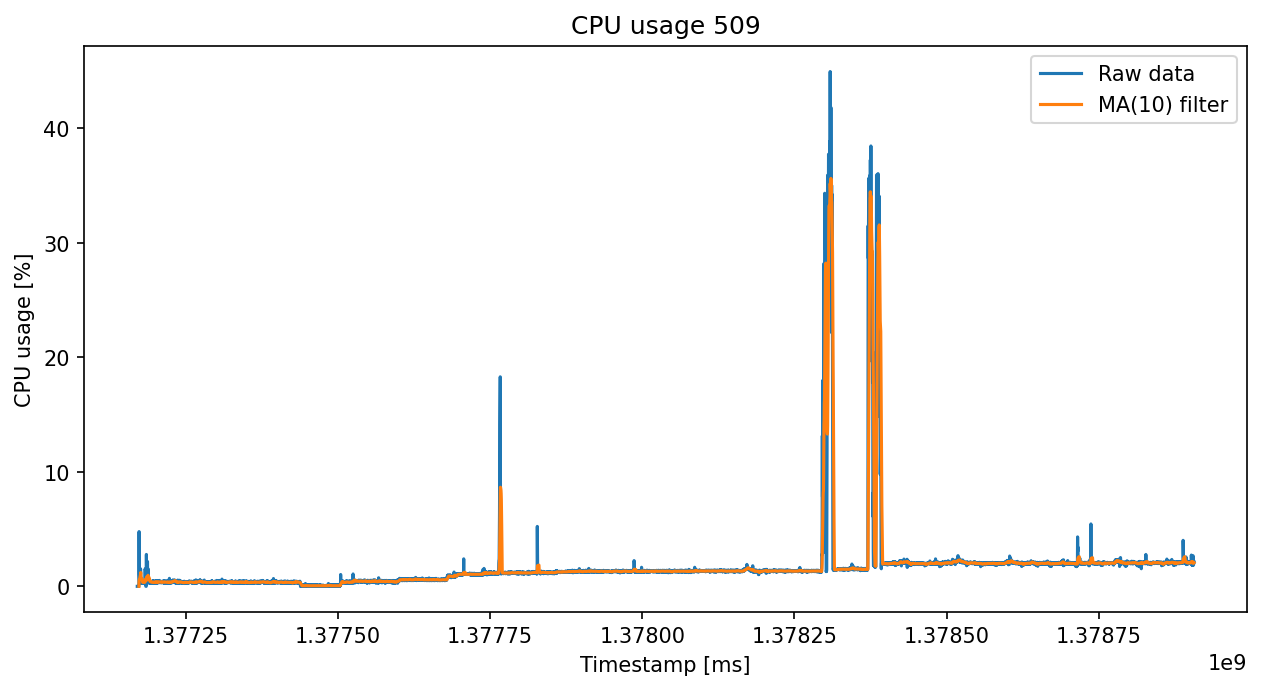 CPU usage 509
Raw data
MA(10) filter
CPU usage [%]
40
30
20
10
0
1.37725
1.37750
1.37775
1.37800
1.37825
1.37850
1.37875
1e9
Timestamp [ms]